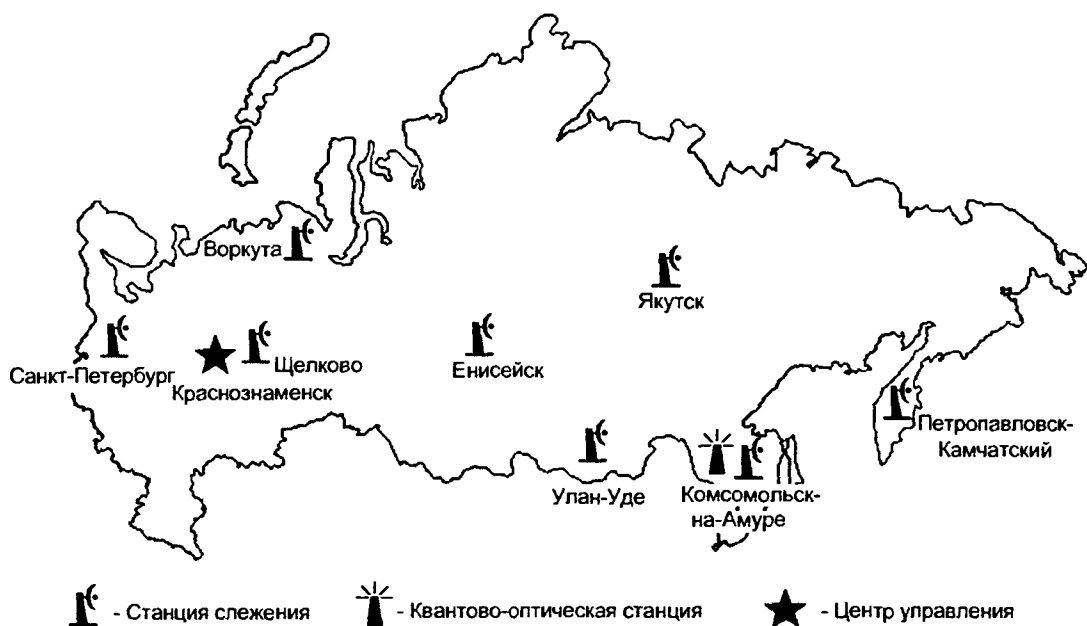 Воркута
Якутск
Санкт-Петербург
Щелково
Краснознаменск
Енисейск
Петропавловск-
Камчатский
Улан-Уде
Комсомольск-
на-Амуре
- Станция слежения
- Квантово-оптическая станция
- Центр управления